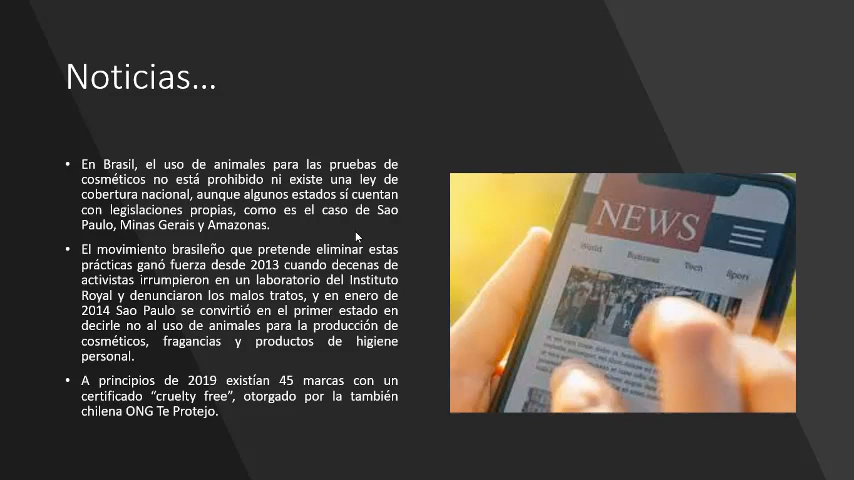 Noticias...
• En Brasil, el uso de animales para las pruebas de
cosméticos no está prohibido ni existe una ley de
cobertura nacional, aunque algunos estados sí cuentan
con legislaciones propias, como es el caso de Sao
Paulo, Minas Gerais y Amazonas.
• El movimiento brasileño que pretende eliminar estas
prácticas ganó fuerza desde 2013 cuando decenas de
activistas irrumpieron en un laboratorio del Instituto
Royal y denunciaron los malos tratos, y en enero de
2014 Sao Paulo se convirtió en el primer estado en
decirle no al uso de animales para la producción de
cosméticos, fragancias y productos de higiene
personal.
• A principios de 2019 existían 45 marcas con un
certificado “cruelty free”, otorgado por la también
chilena ONG Te Protejo.
NEWS
World Business Tech Sport